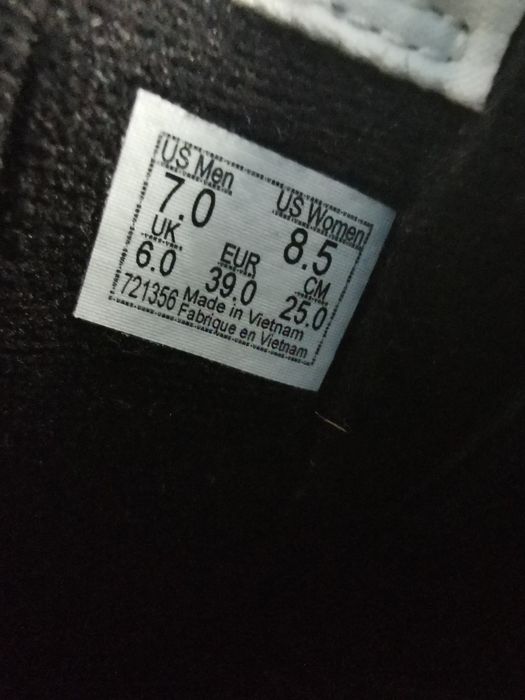 US Men US Women
7.0 8.5
UK EUR CM
6.0 39.0 25.0
721356 Made in Vietnam
Fabrique en Vietnam